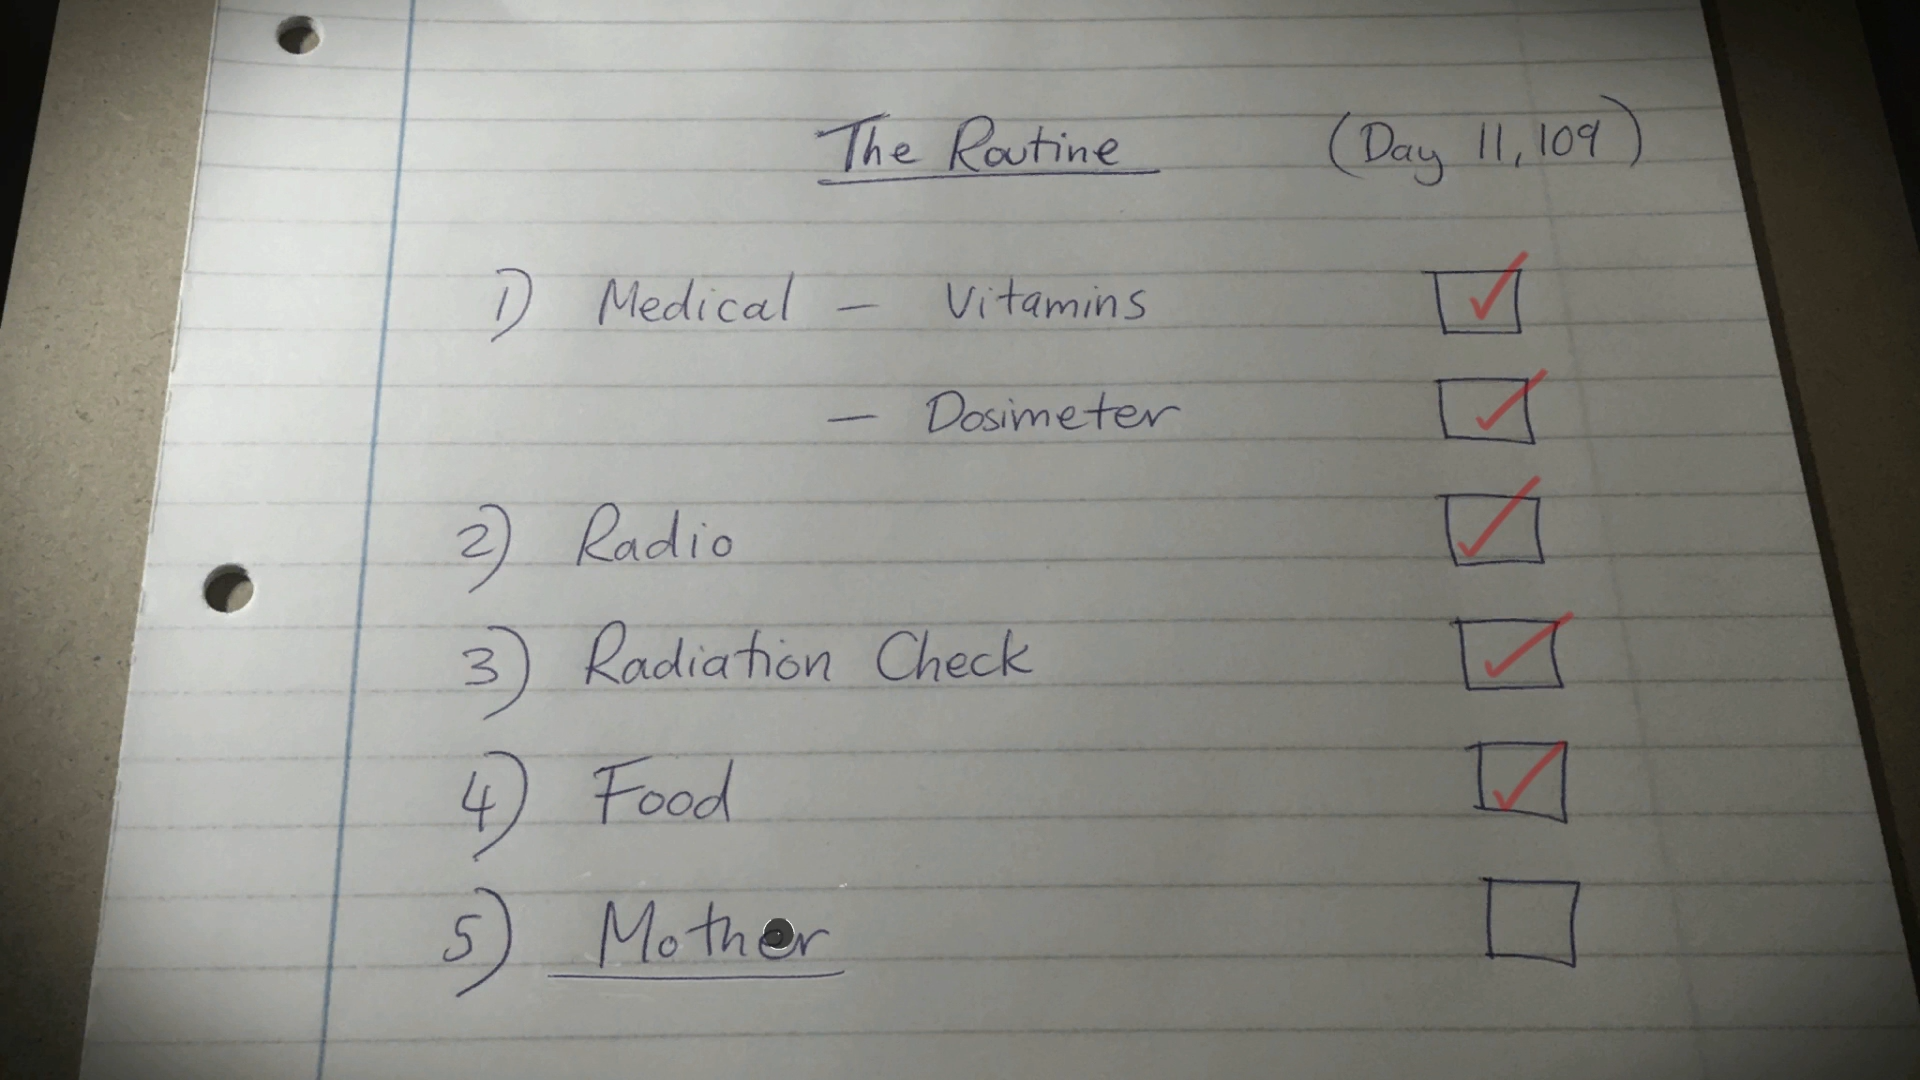 The Routine (Day 11,109)
1) Medical - Vitamins
- Dosimeter
2) Radio
3) Radiation Check
4) Food
5) Mother